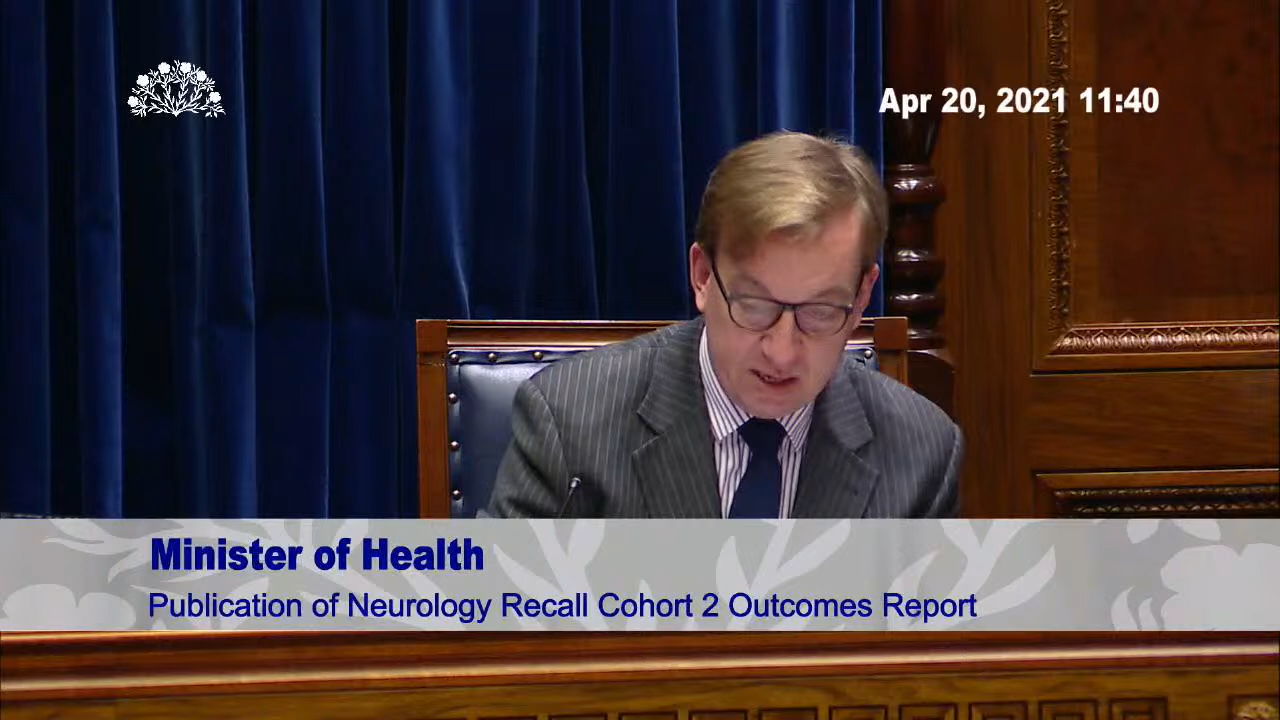 Apr 20, 2021 11:40
Minister of Health
Publication of Neurology Recall Cohort 2 Outcomes Report